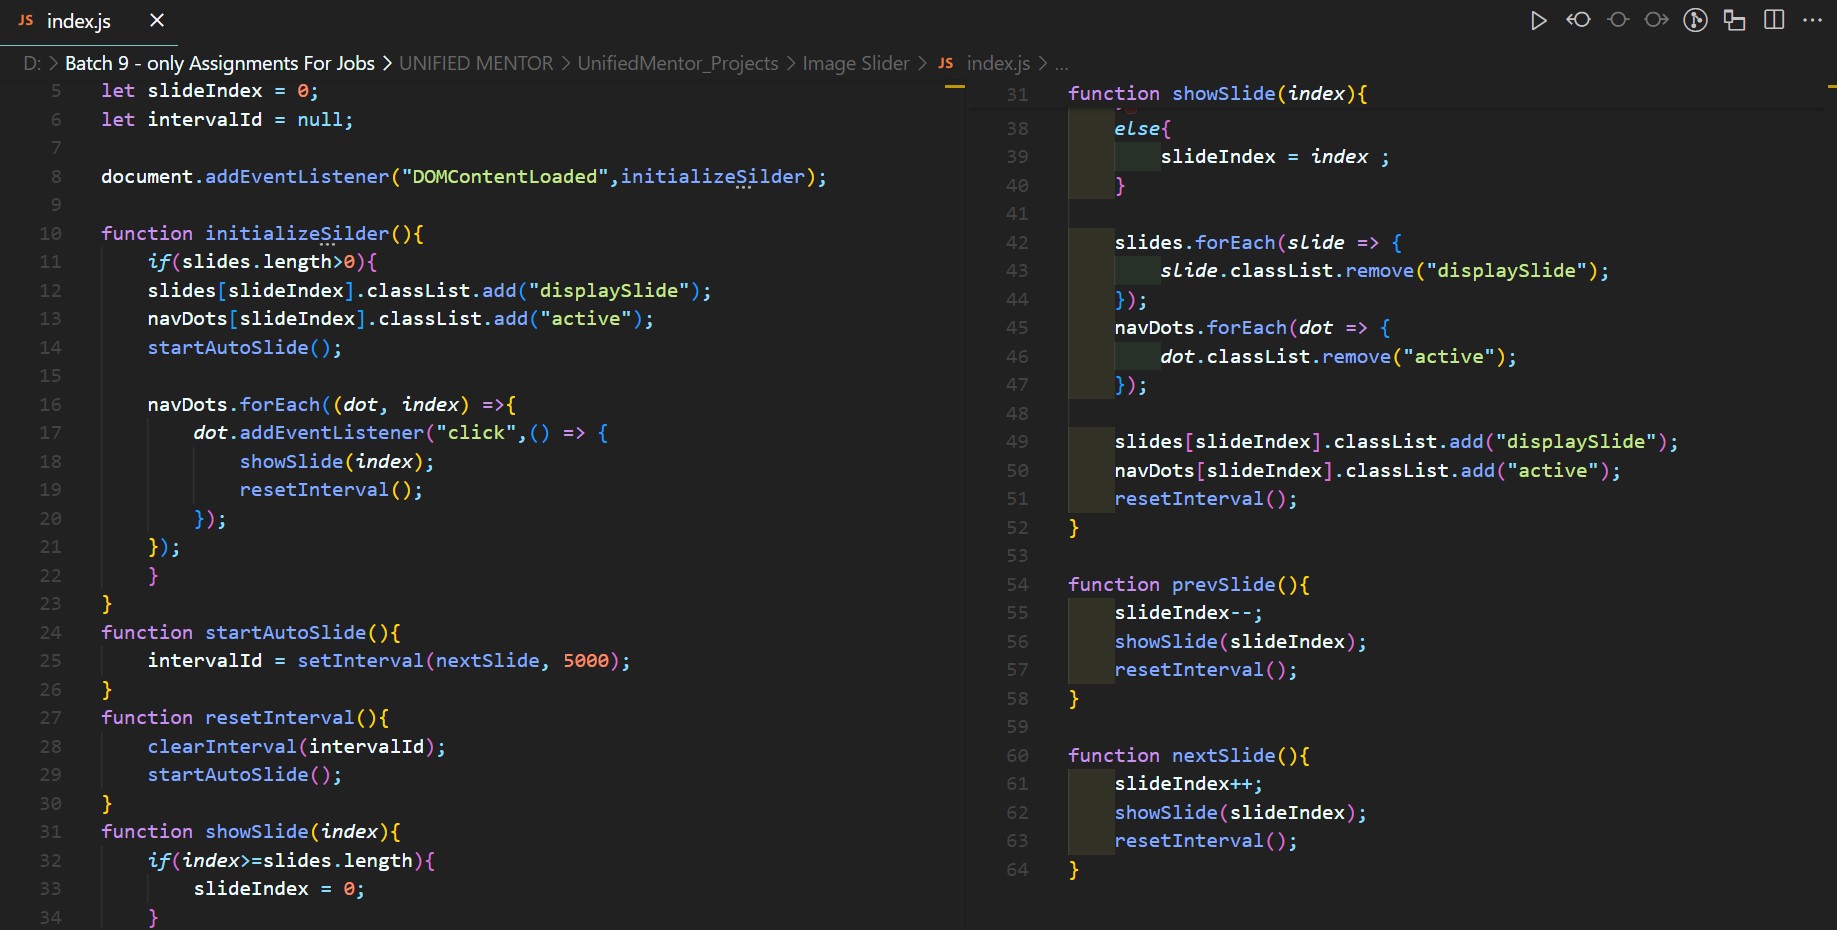 JS index.js ×
D: > Batch 9 - only Assignments For Jobs > UNIFIED MENTOR > UnifiedMentor_Projects > Image Slider > JS index.js > ...
5 let slideIndex = 0;
6 let intervalId = null;
7
8 document.addEventListener("DOMContentLoaded",initializeSilder);
9
10 function initializeSilder(){
11 if(slides.length>0){
12 slides[slideIndex].classList.add("displaySlide");
13 navDots[slideIndex].classList.add("active");
14 startAutoSlide();
15
16 navDots.forEach((dot, index) =>{
17 dot.addEventListener("click",() => {
18 showSlide(index);
19 resetInterval();
20 });
21 });
22 }
23 }
24 function startAutoSlide(){
25 intervalId = setInterval(nextSlide, 5000);
26 }
27 function resetInterval(){
28 clearInterval(intervalId);
29 startAutoSlide();
30 }
31 function showSlide(index){
32 if(index>=slides.length){
33 slideIndex = 0;
34 }
31 function showSlide(index){
38 else{
39 slideIndex = index ;
40 }
41
42 slides.forEach(slide => {
43 slide.classList.remove("displaySlide");
44 });
45 navDots.forEach(dot => {
46 dot.classList.remove("active");
47 });
48
49 slides[slideIndex].classList.add("displaySlide");
50 navDots[slideIndex].classList.add("active");
51 resetInterval();
52 }
53
54 function prevSlide(){
55 slideIndex--;
56 showSlide(slideIndex);
57 resetInterval();
58 }
59
60 function nextSlide(){
61 slideIndex++;
62 showSlide(slideIndex);
63 resetInterval();
64 }